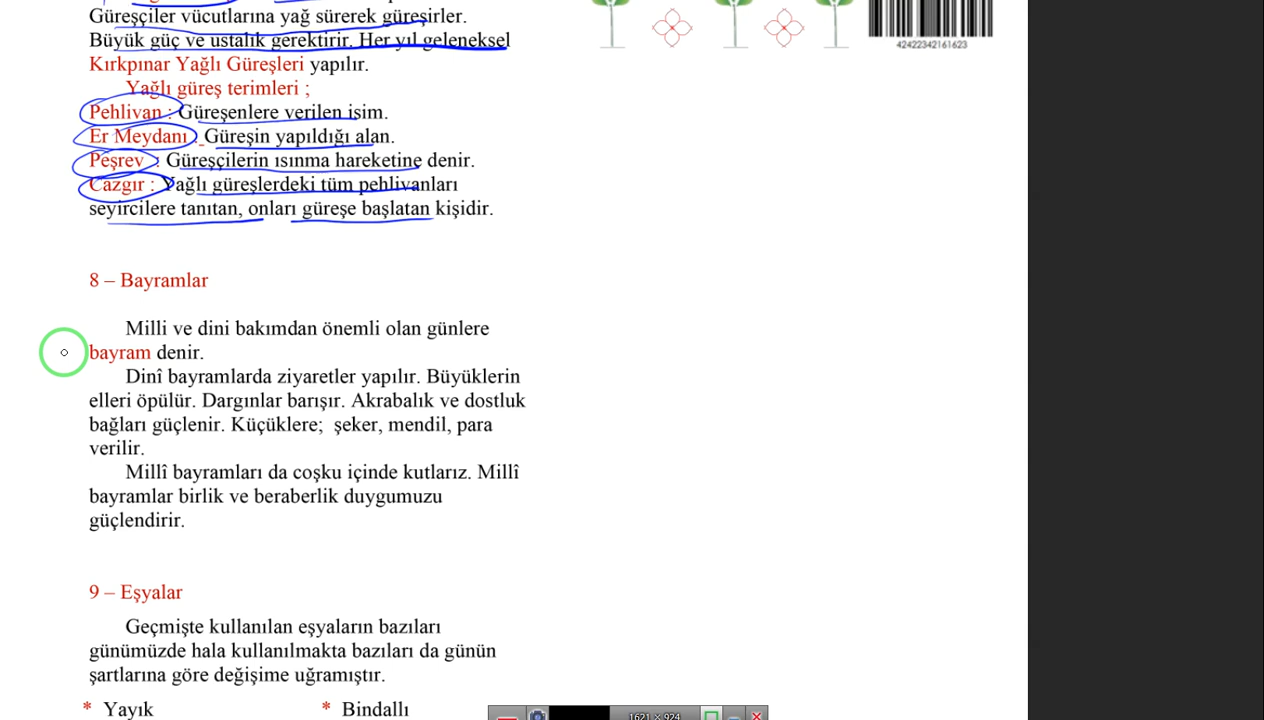 Güreşçiler vücutlarına yağ sürerek güreşirler.
Büyük güç ve ustalık gerektirir. Her yıl geleneksel
Kırkpınar Yağlı Güreşleri yapılır.
Yağlı güreş terimleri ;
Pehlivan : Güreşenlere verilen isim.
Er Meydanı : Güreşin yapıldığı alan.
Peşrev : Güreşçilerin ısınma hareketine denir.
Cazgır : Yağlı güreşlerdeki tüm pehlivanları
seyircilere tanıtan, onları güreşe başlatan kişidir.
42422342161623
8 – Bayramlar
Milli ve dini bakımdan önemli olan günlere
bayram denir.
Dinî bayramlarda ziyaretler yapılır. Büyüklerin
elleri öpülür. Dargınlar barışır. Akrabalık ve dostluk
bağları güçlenir. Küçüklere; şeker, mendil, para
verilir.
Millî bayramları da coşku içinde kutlarız. Millî
bayramlar birlik ve beraberlik duygumuzu
güçlendirir.
9 – Eşyalar
Geçmişte kullanılan eşyaların bazıları
günümüzde hala kullanılmakta bazıları da günün
şartlarına göre değişime uğramıştır.
* Yayık * Bindallı
1621 × 924